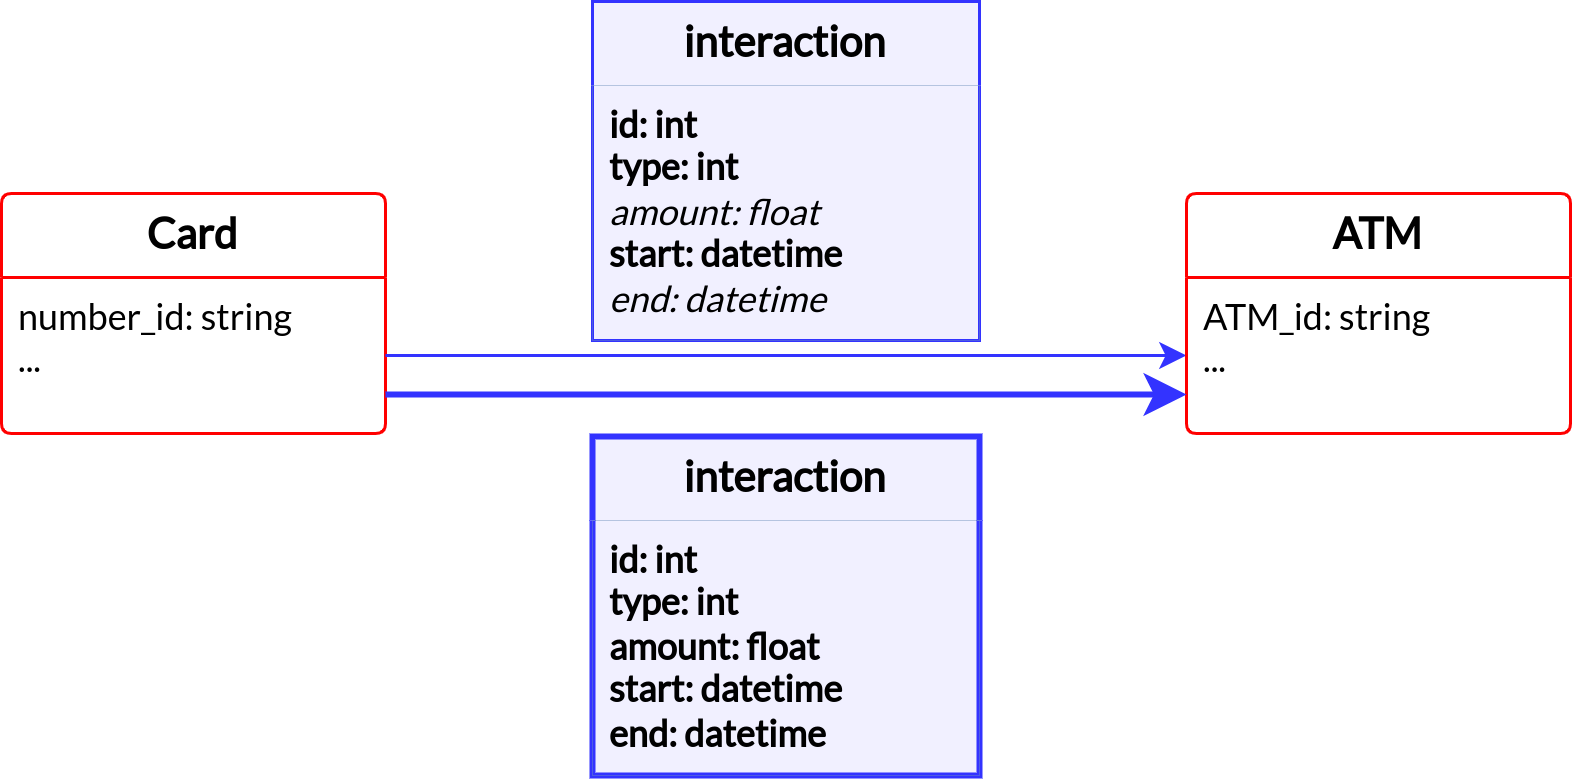 interaction
id: int
type: int
amount: float
start: datetime
end: datetime
Card
number_id: string
...
ATM
ATM_id: string
...
interaction
id: int
type: int
amount: float
start: datetime
end: datetime